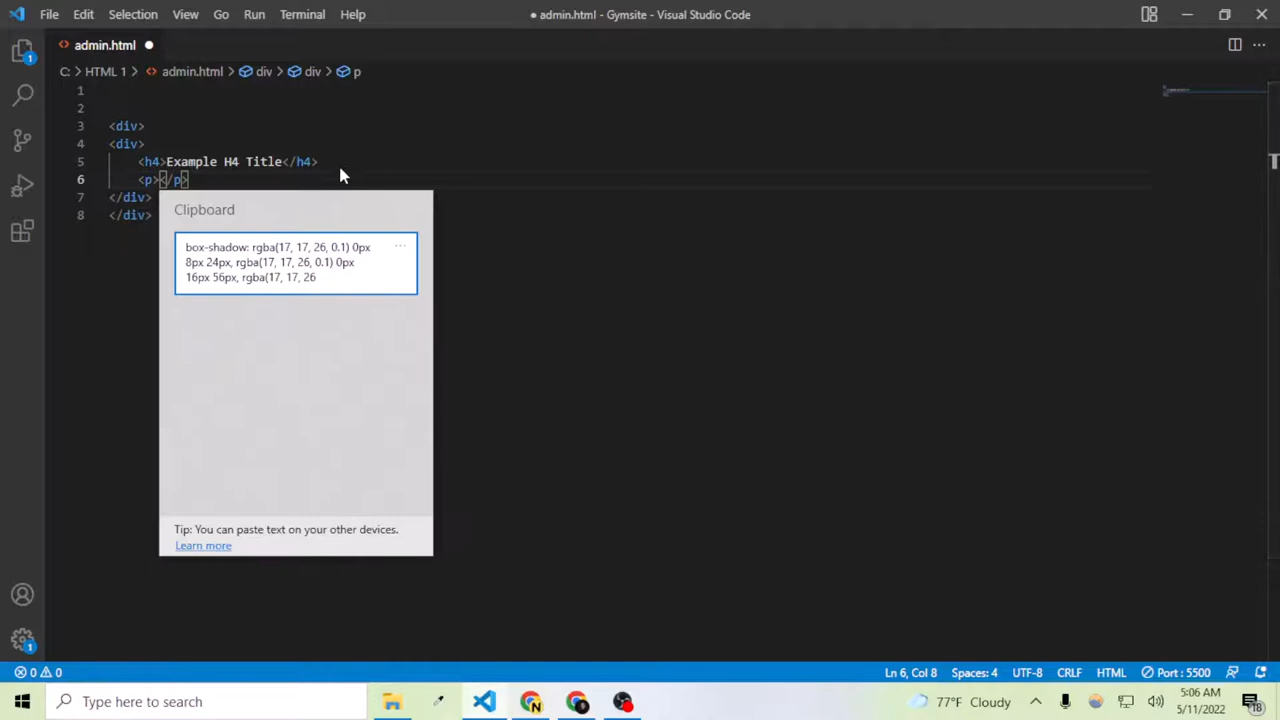 File Edit Selection View Go Run Terminal Help
● admin.html - Gymsite - Visual Studio Code
admin.html
C: > HTML 1 > admin.html > div > div > p
1
2
3 <div>
4 <div>
5 <h4>Example H4 Title</h4>
6 <p></p>
7 </div>
8 </div>
Clipboard
box-shadow: rgba(17, 17, 26, 0.1) 0px
8px 24px, rgba(17, 17, 26, 0.1) 0px
16px 56px, rgba(17, 17, 26
Tip: You can paste text on your other devices.
Learn more
1
1
0 0 Ln 6, Col 8 Spaces: 4 UTF-8 CRLF HTML Port : 5500
Type here to search
N
77°F Cloudy
5:06 AM
5/11/2022
18